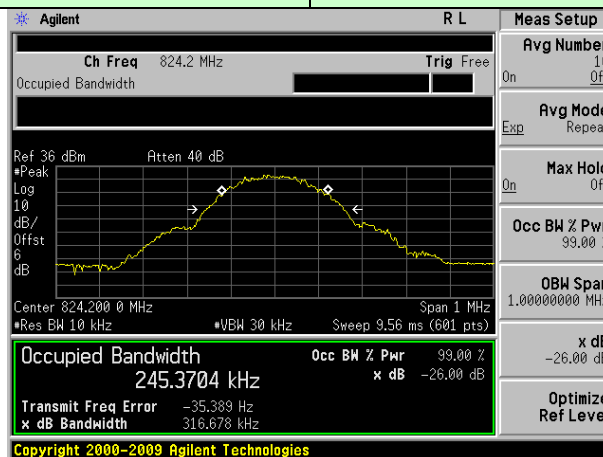 Agilent R L
Meas Setup
Ch Freq 824.2 MHz Trig Free
Occupied Bandwidth
Ref 36 dBm Atten 40 dB
#Peak
Log
10
dB/
Offst
6
dB
Center 824.200 0 MHz Span 1 MHz
#Res BW 10 kHz #VBW 30 kHz Sweep 9.56 ms (601 pts)
Occupied Bandwidth Occ BW % Pwr 99.00 %
245.3704 kHz x dB -26.00 dB
Transmit Freq Error -35.389 Hz
x dB Bandwidth 316.678 kHz
Copyright 2000-2009 Agilent Technologies
Avg Number
10
On Of
Avg Mode
Exp Repea
Max Hold
On Of
Occ BW % Pwr
99.00
OBW Span
1.00000000 MH
x dB
-26.00 dB
Optimize
Ref Level